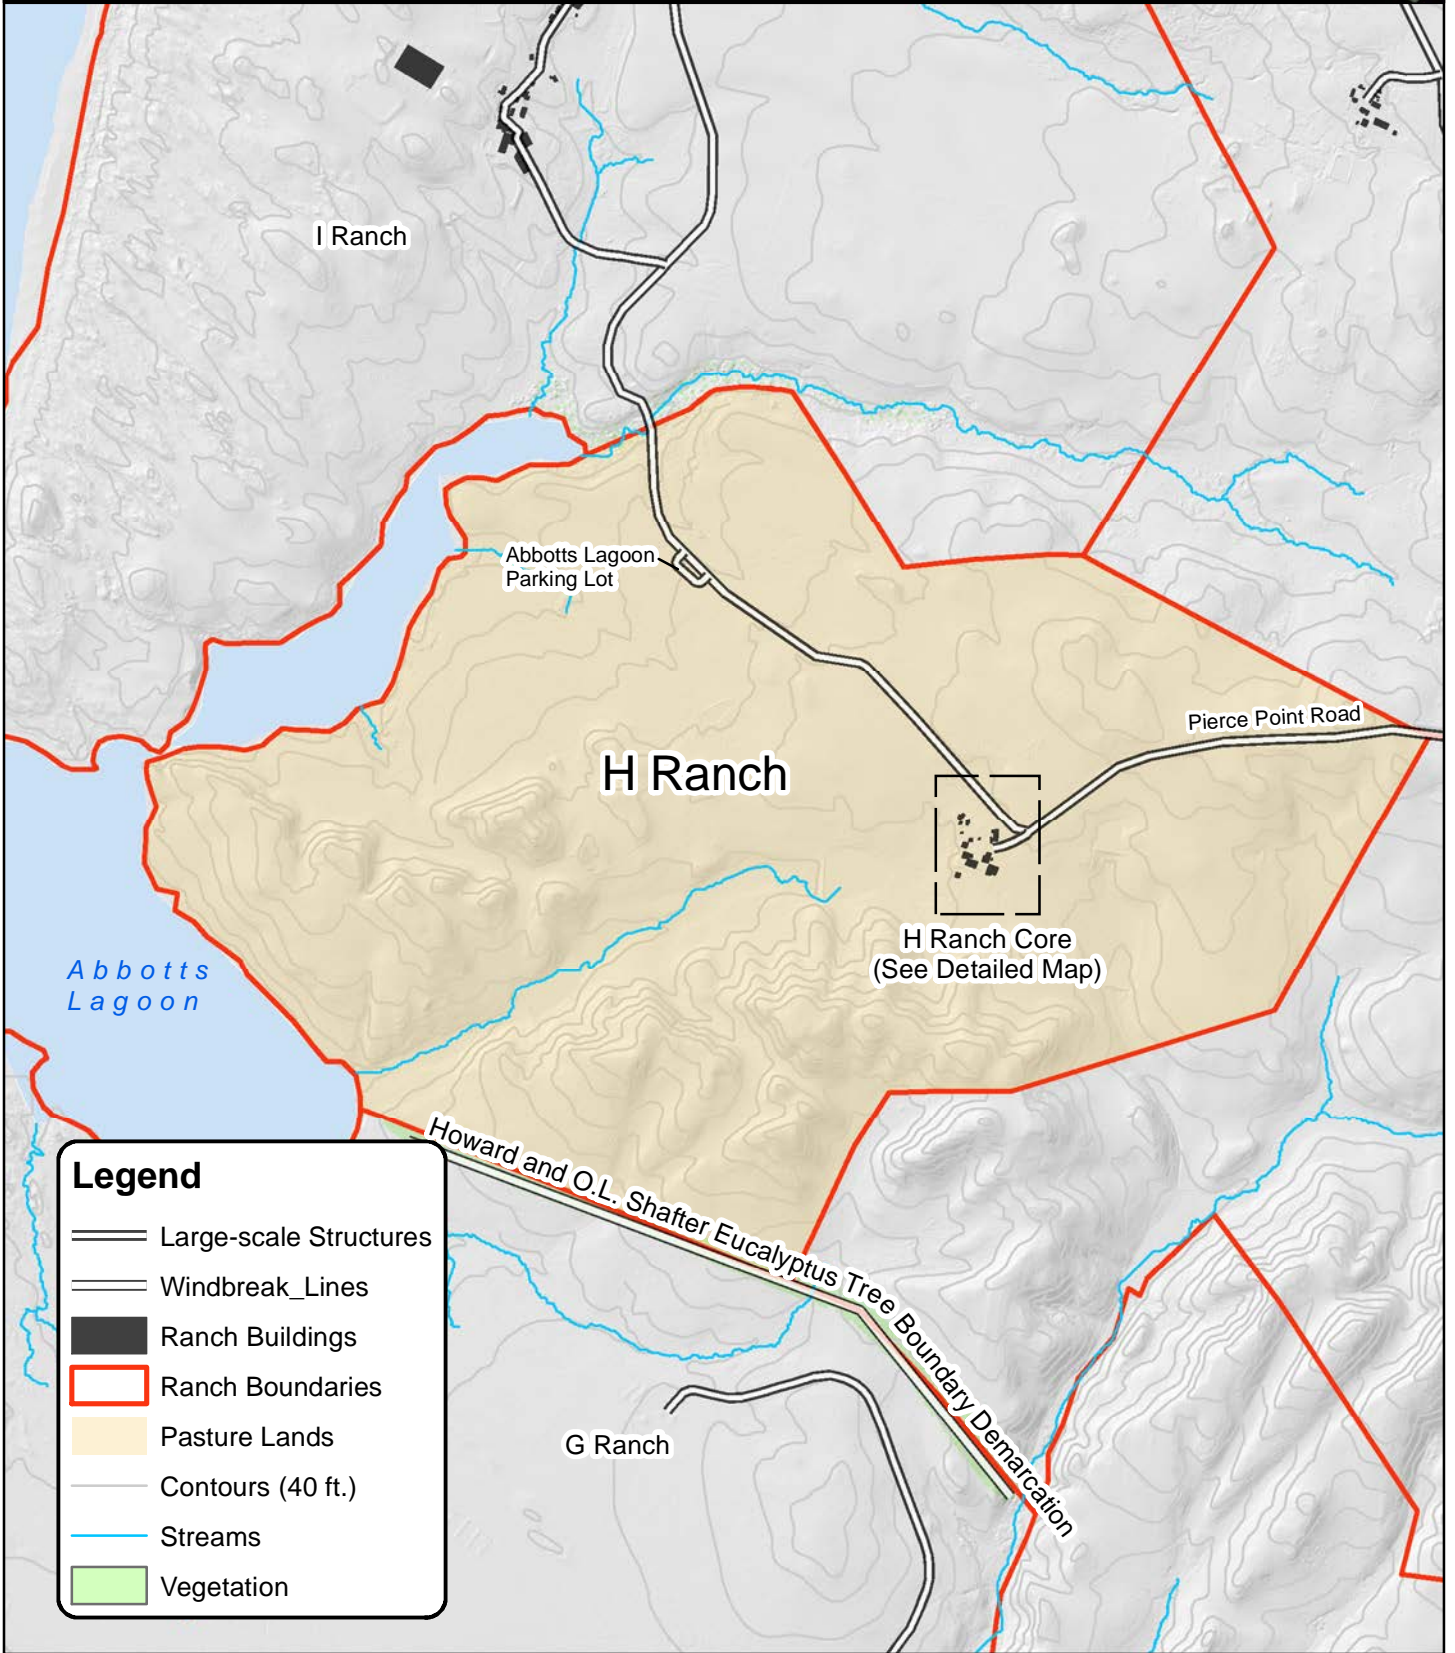 I Ranch
Abbotts Lagoon
Parking Lot
Pierce Point Road
H Ranch
H Ranch Core
(See Detailed Map)
Abbotts
Lagoon
Howard and O.L. Shafter Eucalyptus Tree Boundary Demarcation
G Ranch
Legend
Large-scale Structures
Windbreak_Lines
Ranch Buildings
Ranch Boundaries
Pasture Lands
Contours (40 ft.)
Streams
Vegetation